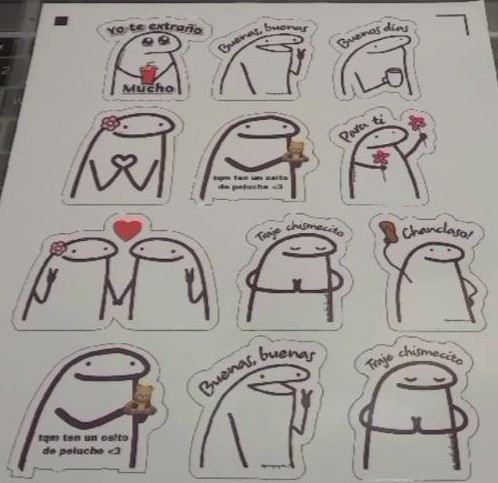 Yo te extraño
Mucho
Buenas, buenas
Buenos días
tqm ten un osito
de peluche <3
Para ti
Traje chismecito
Chanclaso!
tqm ten un osito
de peluche <3
Buenas, buenas
Traje chismecito